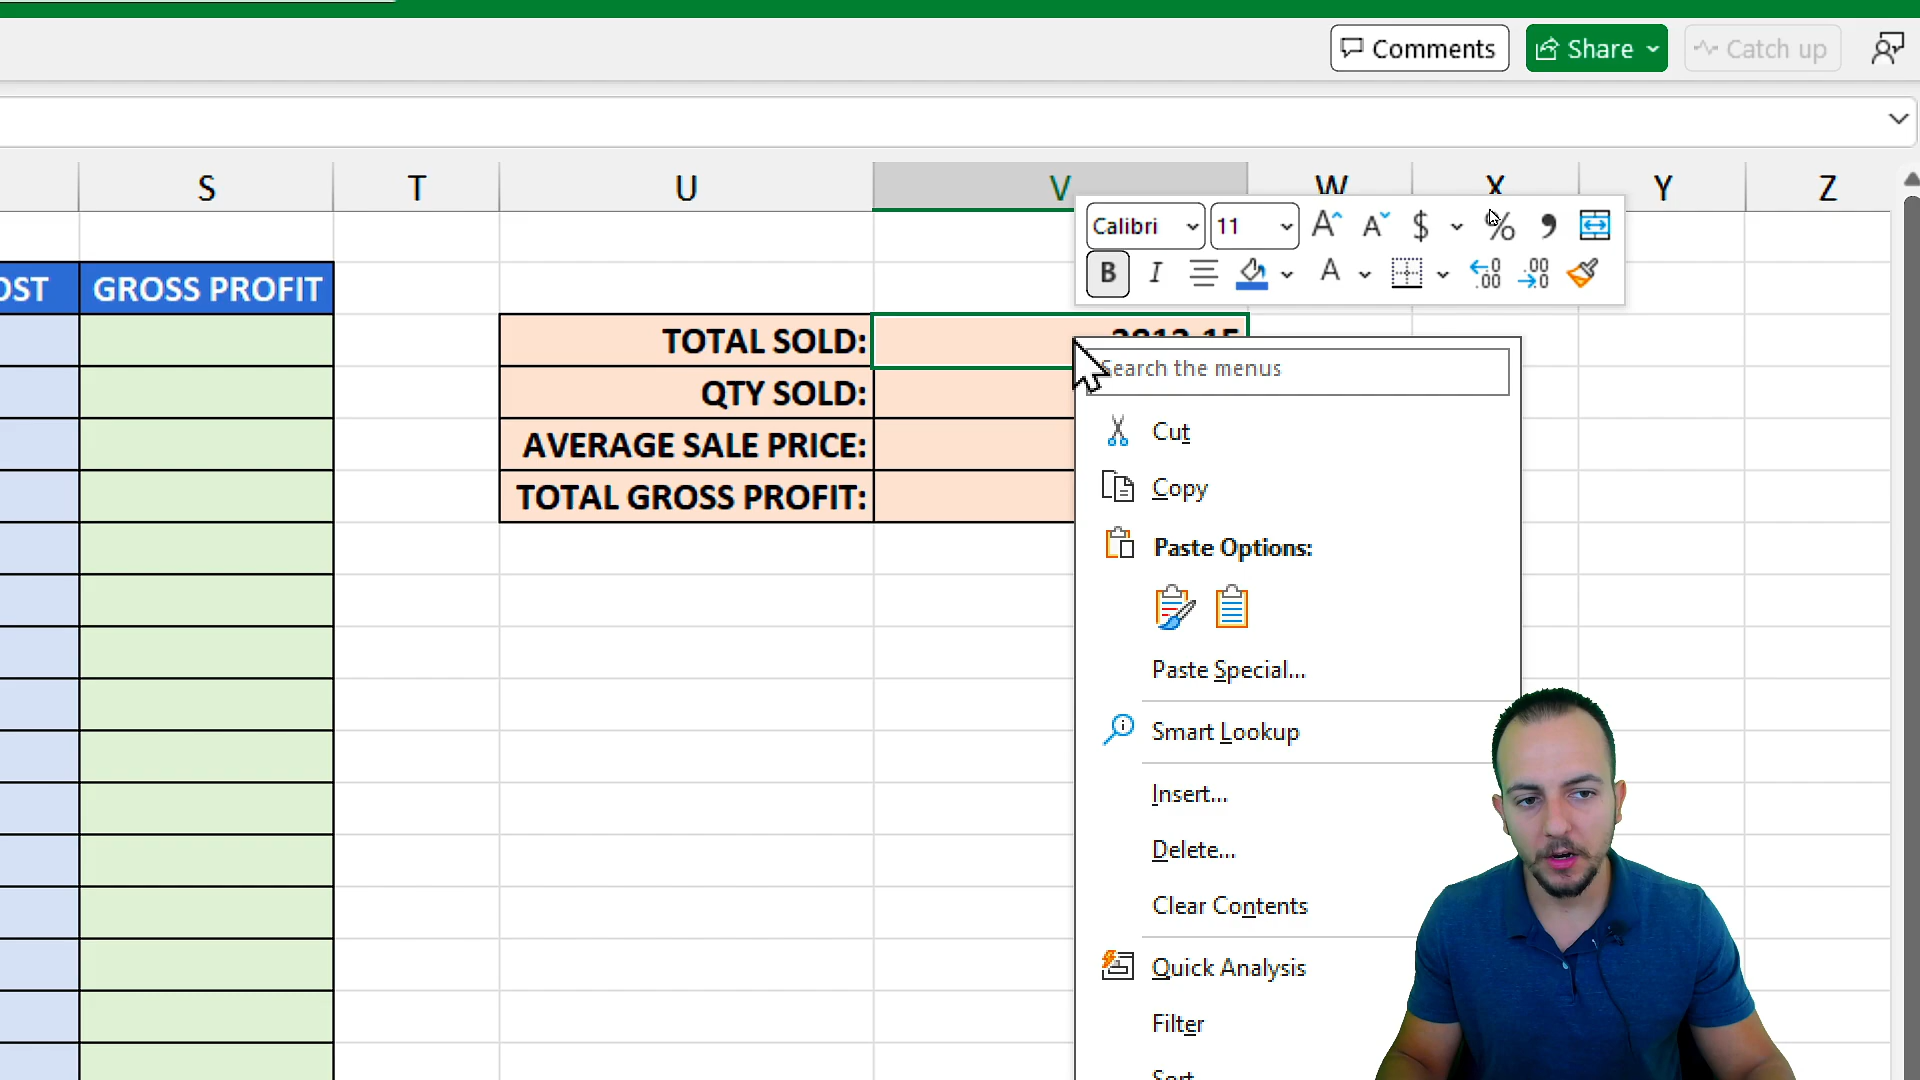 Comments Share Catch up
S T U V W X Y Z
Calibri 11 $ %
B I A
GROSS PROFIT
TOTAL SOLD:
QTY SOLD:
AVERAGE SALE PRICE:
TOTAL GROSS PROFIT:
Search the menus
Cut
Copy
Paste Options:
Paste Special...
Smart Lookup
Insert...
Delete...
Clear Contents
Quick Analysis
Filter